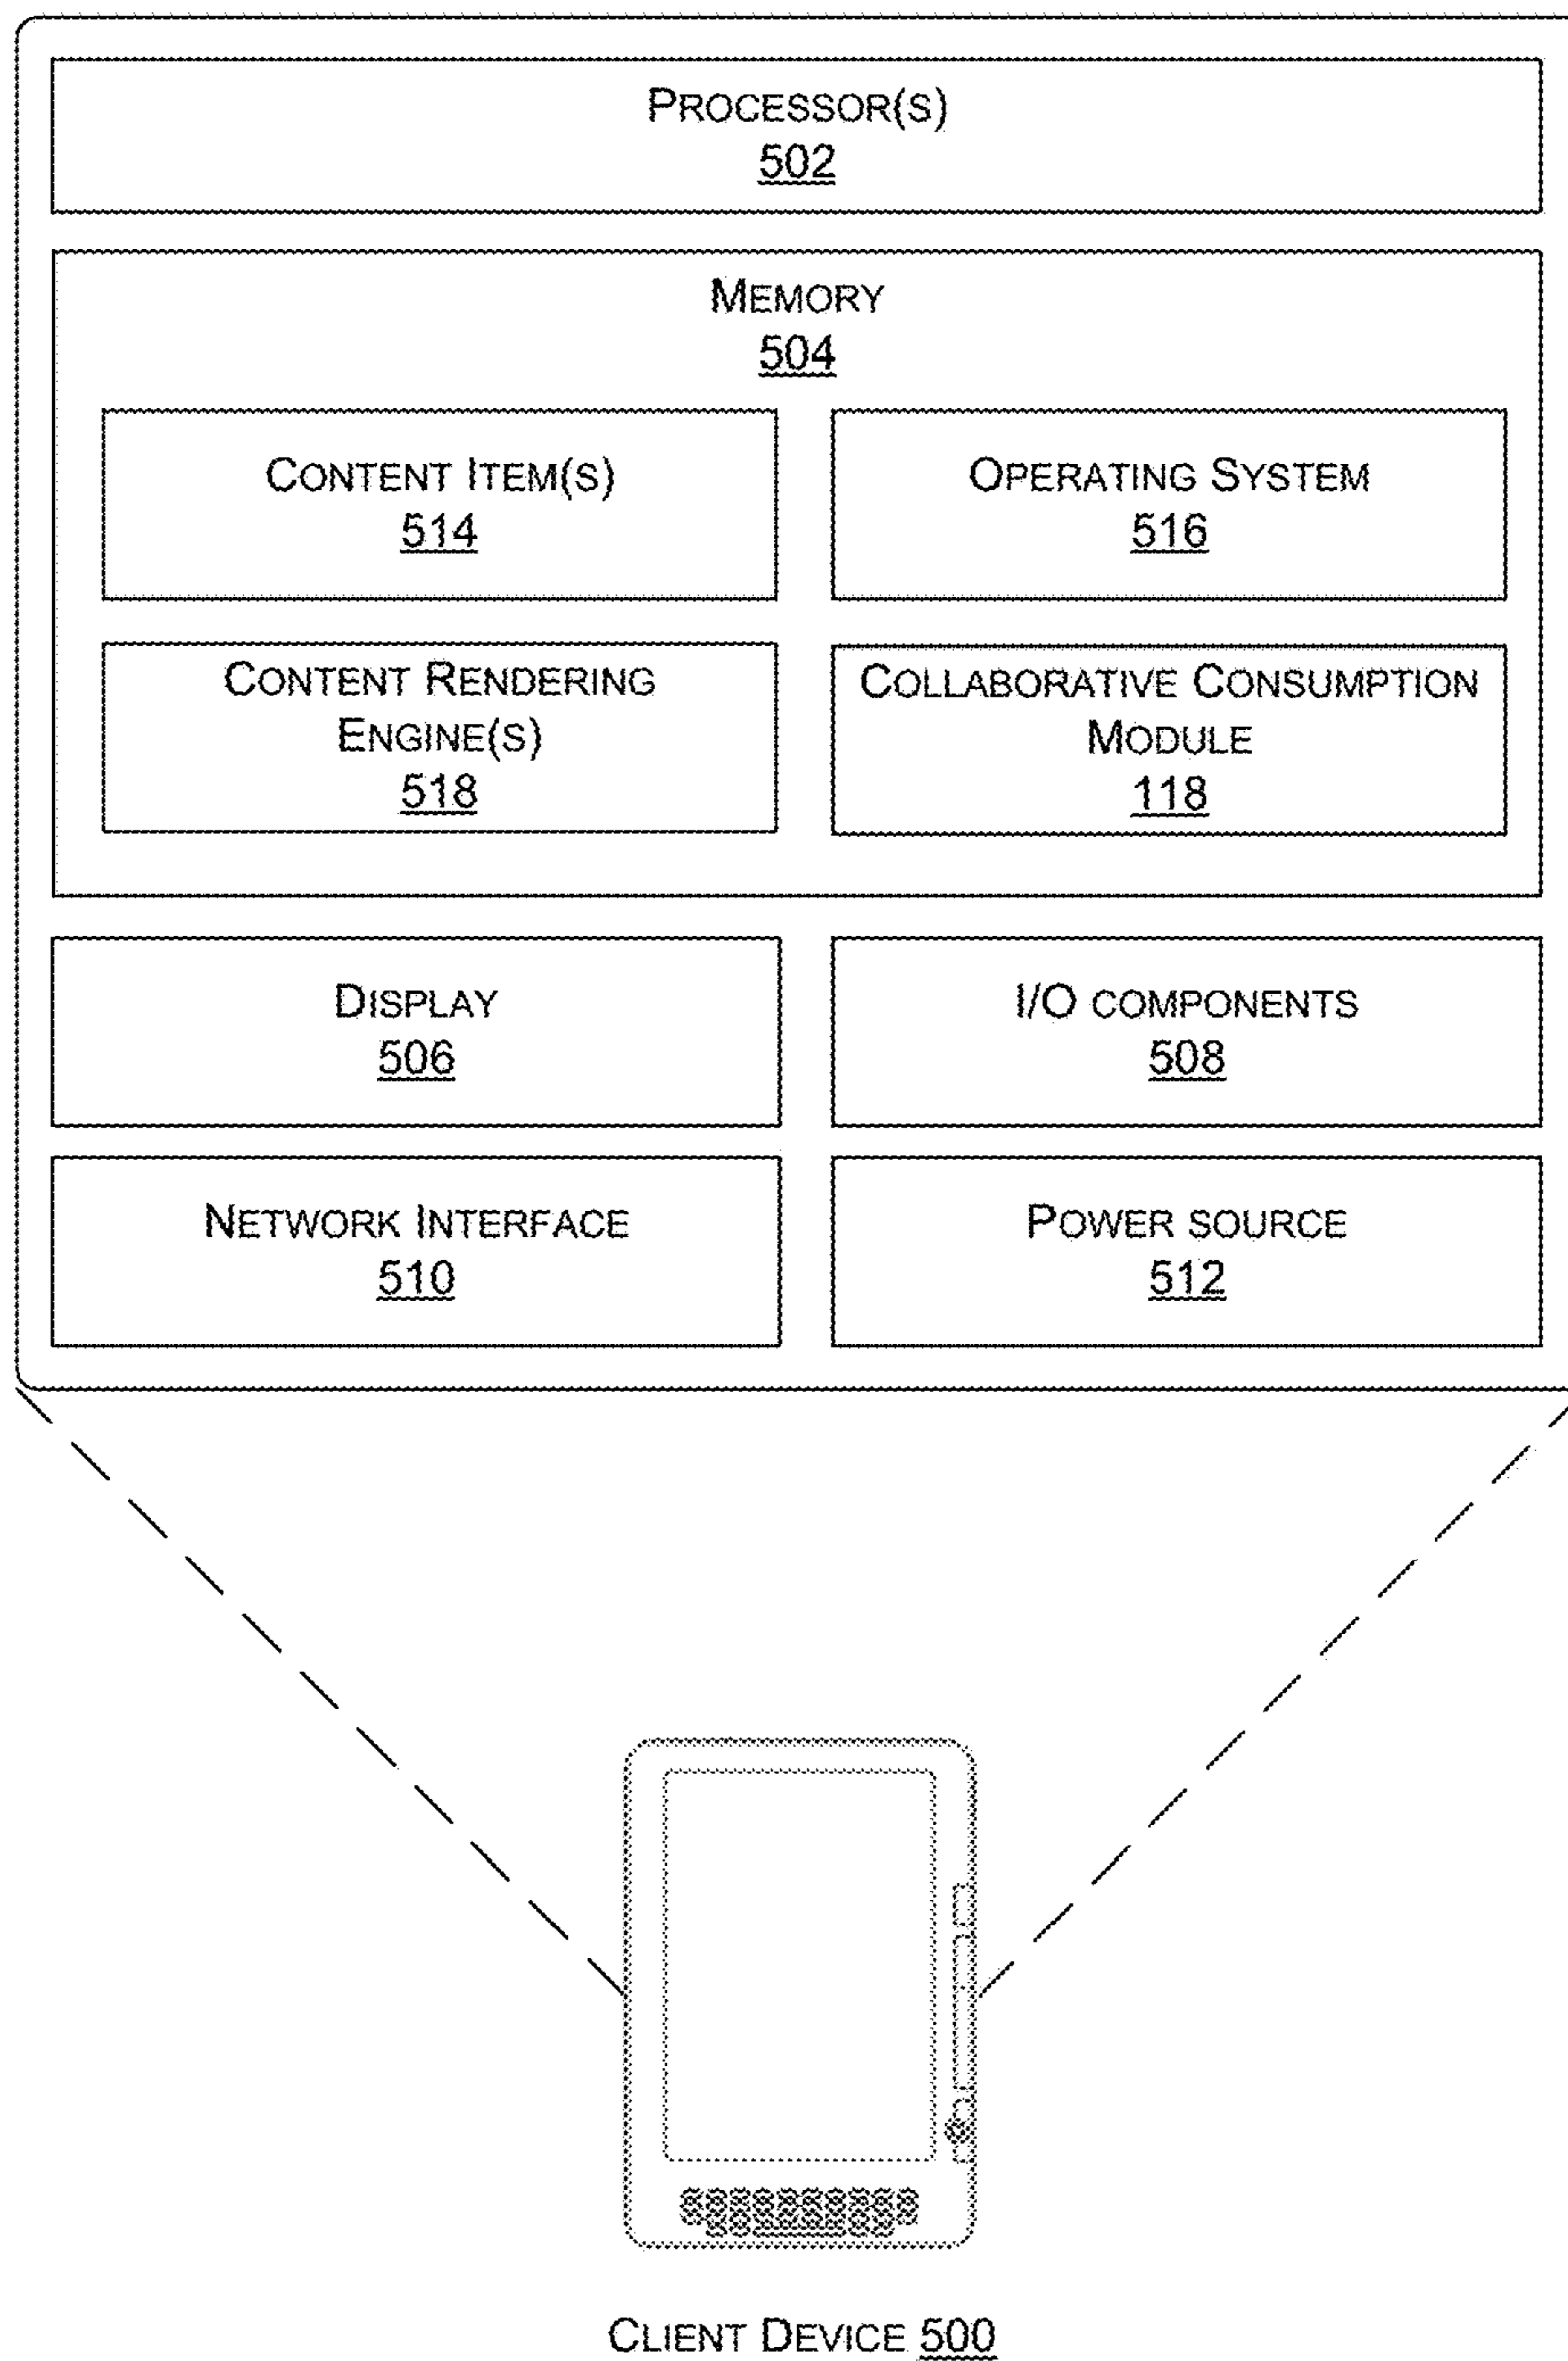 PROCESSOR(S)
502
MEMORY
504
CONTENT ITEM(S)
514
OPERATING SYSTEM
516
CONTENT RENDERING
ENGINE(S)
518
COLLABORATIVE CONSUMPTION
MODULE
118
DISPLAY
506
I/O COMPONENTS
508
NETWORK INTERFACE
510
POWER SOURCE
512
CLIENT DEVICE 500